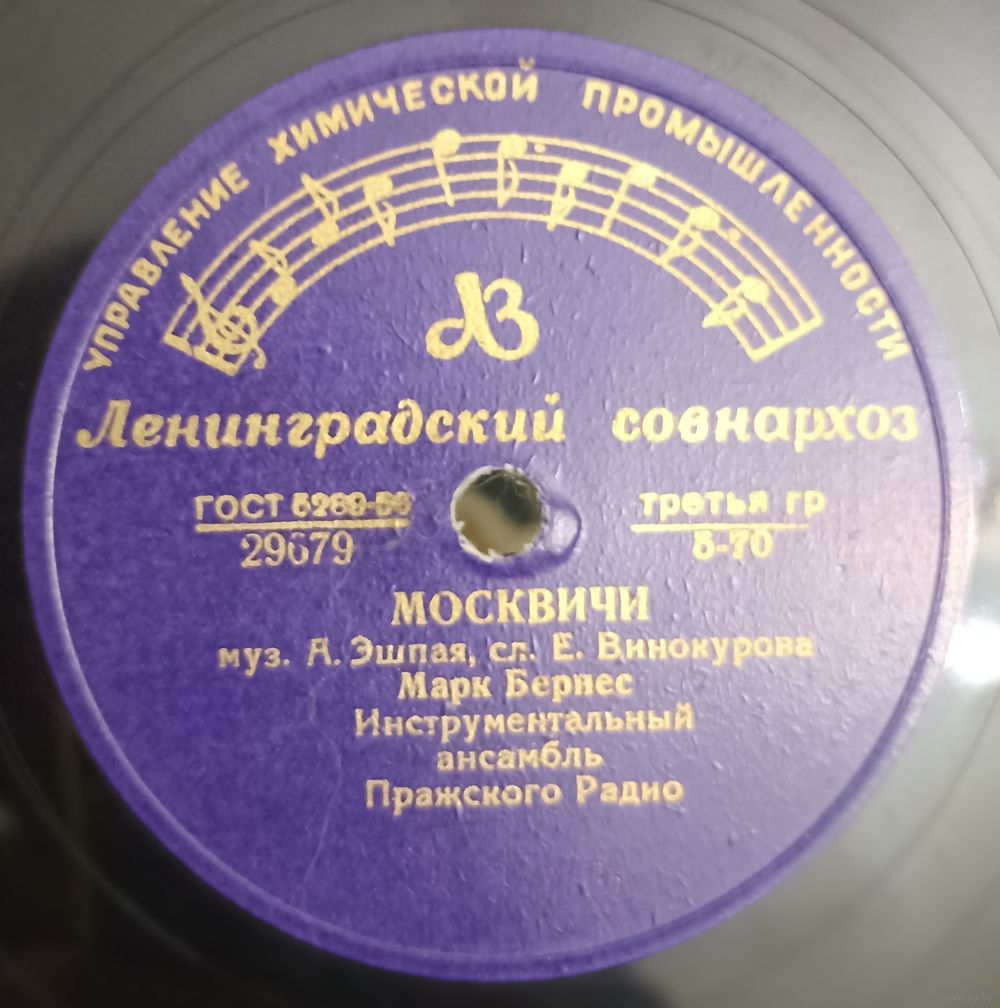 УПРАВЛЕНИЕ ХИМИЧЕСКОЙ ПРОМЫШЛЕННОСТИ
ЛЗ
Ленинградский совнархоз
ГОСТ 5289-56
29679
третья гр
5-70
МОСКВИЧИ
муз. А. Эшпая, сл. Е. Винокурова
Марк Бернес
Инструментальный
ансамбль
Пражского Радио